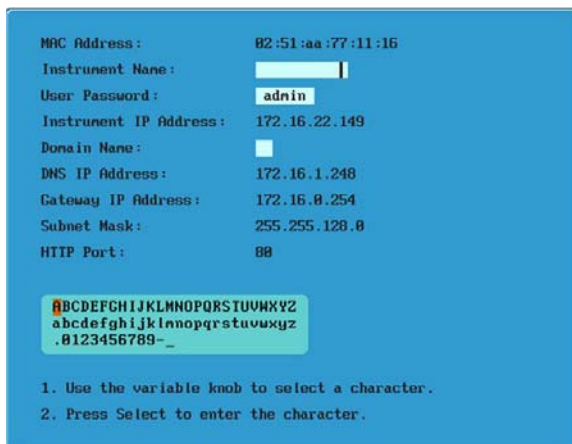 MAC Address: 02:51:aa:77:11:16
Instrument Name:
User Password: admin
Instrument IP Address: 172.16.22.149
Domain Name:
DNS IP Address: 172.16.1.248
Gateway IP Address: 172.16.0.254
Subnet Mask: 255.255.128.0
HTTP Port: 80
ABCDEFGHIJKLMNOPQRSTUVWXYZ
abcdefghijklmnopqrstuvwxyz
.0123456789-_
1. Use the variable knob to select a character.
2. Press Select to enter the character.